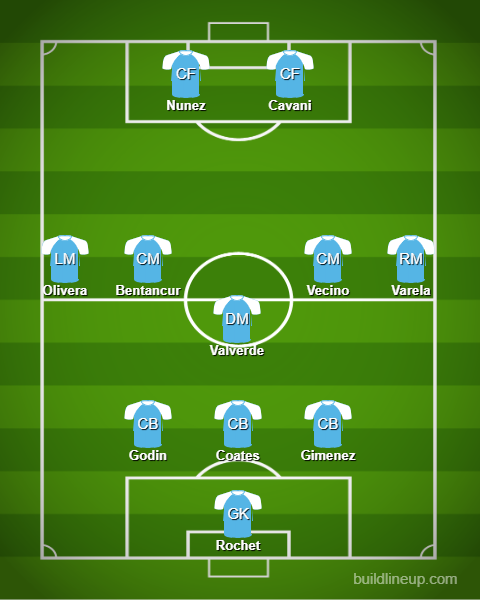 CF
CF
Nunez
Cavani
LM
CM
CM
RM
Olivera
Bentancur
Vecino
Varela
DM
Valverde
CB
CB
CB
Godin
Coates
Gimenez
GK
Rochet
buildlineup.com